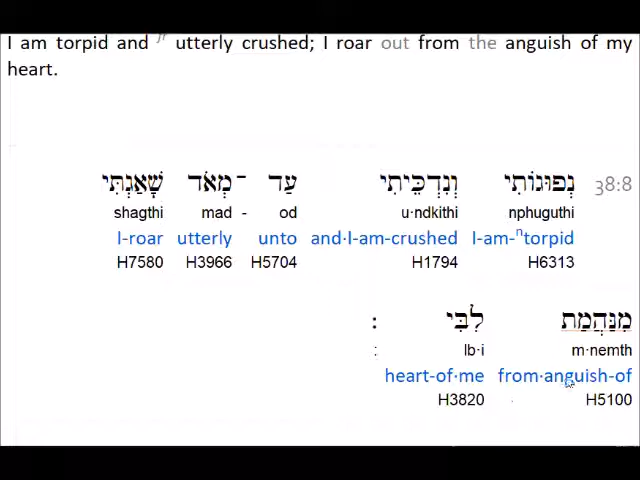 I am torpid and fr utterly crushed; I roar out from the anguish of my
heart.
38:8 נְפוּגוֹתִי וְנִדְכֵּיתִי עַד ־ מְאֹד שָׁאַגְתִּי
shagthi mad - od u·ndkithi nphuguthi
I-roar utterly unto and·I-am-crushed I-am-ntorpid
H7580 H3966 H5704 H1794 H6313
מִנַּהֲמַת לִבִּי :
: lb·i m·nemth
heart-of·me from·anguish-of
H3820 H5100